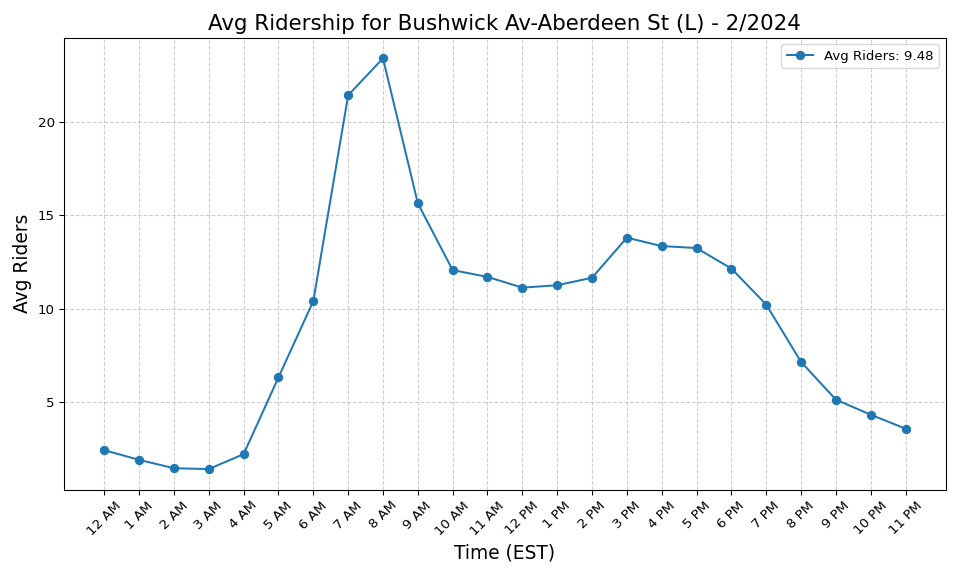 Avg Ridership for Bushwick Av-Aberdeen St (L) - 2/2024
Avg Riders: 9.48
Avg Riders
20
15
10
5
12 AM
1 AM
2 AM
3 AM
4 AM
5 AM
6 AM
7 AM
8 AM
9 AM
10 AM
11 AM
12 PM
1 PM
2 PM
3 PM
4 PM
5 PM
6 PM
7 PM
8 PM
9 PM
10 PM
11 PM
Time (EST)